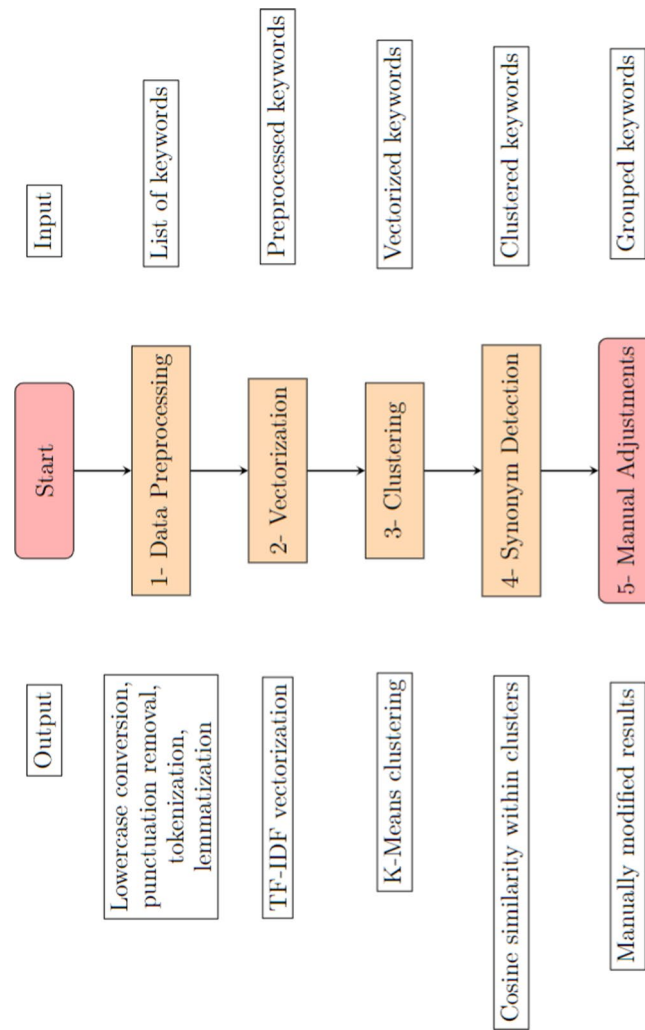 Output
Start
Input
Lowercase conversion,
punctuation removal,
tokenization,
lemmatization
1- Data Preprocessing
List of keywords
TF-IDF vectorization
2- Vectorization
Preprocessed keywords
K-Means clustering
3- Clustering
Vectorized keywords
Cosine similarity within clusters
4- Synonym Detection
Clustered keywords
Manually modified results
5- Manual Adjustments
Grouped keywords